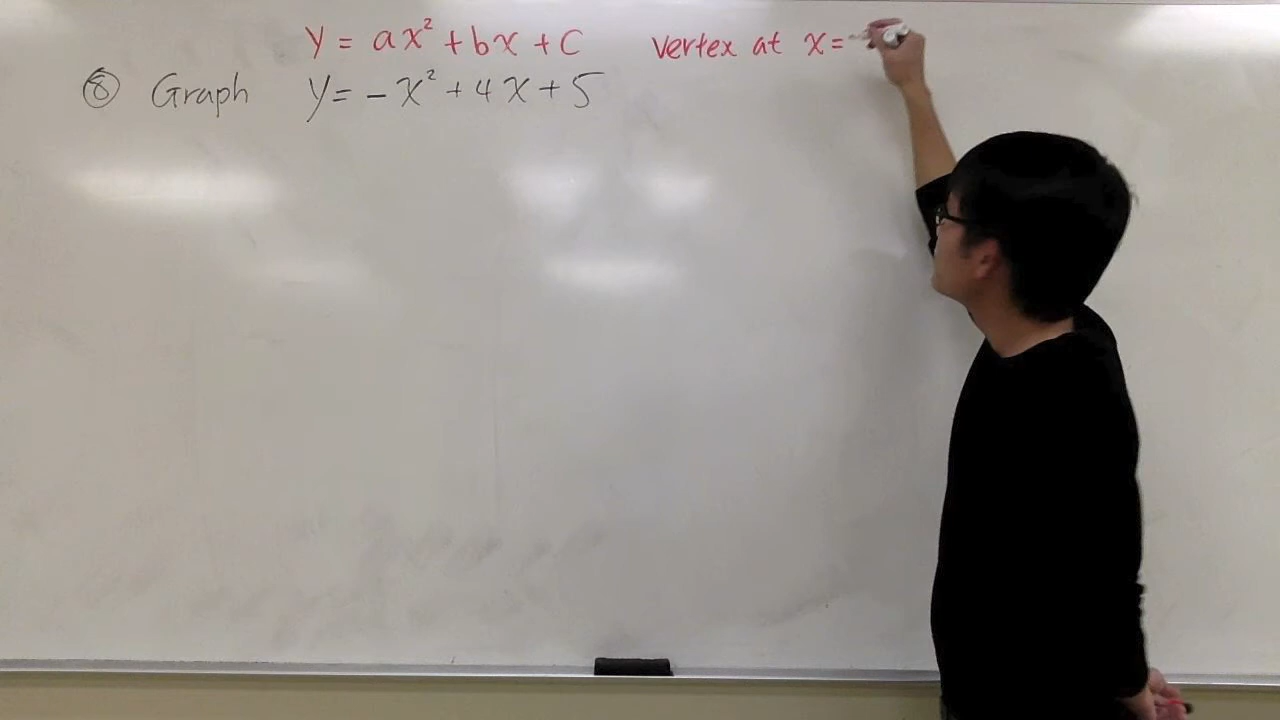 y = ax² + bx + c    vertex at x = -
⑧ Graph y = -x² + 4x + 5